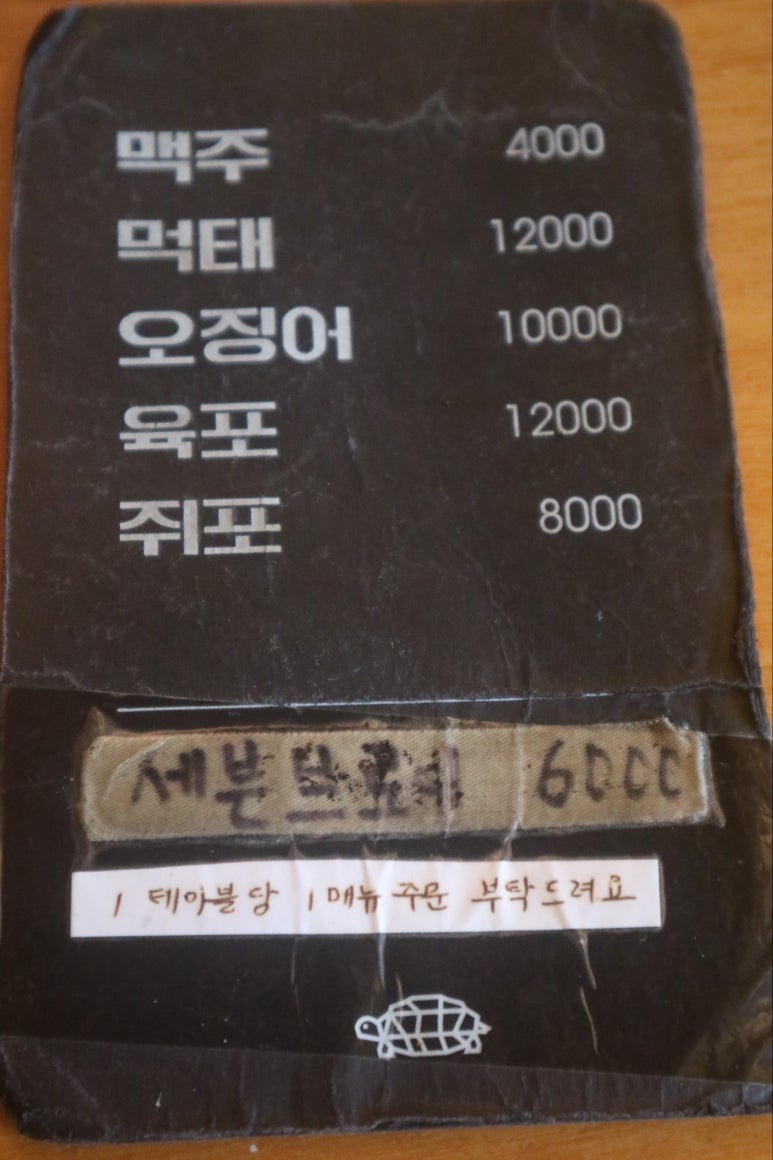 맥주 4000
먹태 12000
오징어 10000
육포 12000
쥐포 8000
세븐브로이 6000
1 테이블당 1메뉴 주문 부탁드려요